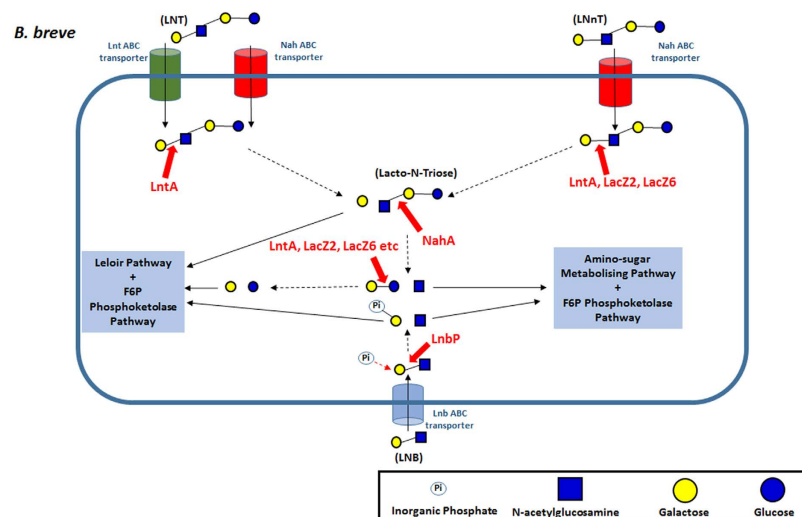 B. breve
(LNT)
Lnt ABC
transporter
Nah ABC
transporter
(LNnT)
Nah ABC
transporter
LntA
LntA, LacZ2, LacZ6
(Lacto-N-Triose)
NahA
LntA, LacZ2, LacZ6 etc
Leloir Pathway
+
F6P
Phosphoketolase
Pathway
Amino-sugar
Metabolising Pathway
+
F6P Phosphoketolase
Pathway
Pi
LnbP
Pi
Lnb ABC
transporter
(LNB)
Pi
Inorganic Phosphate
N-acetylglucosamine
Galactose
Glucose